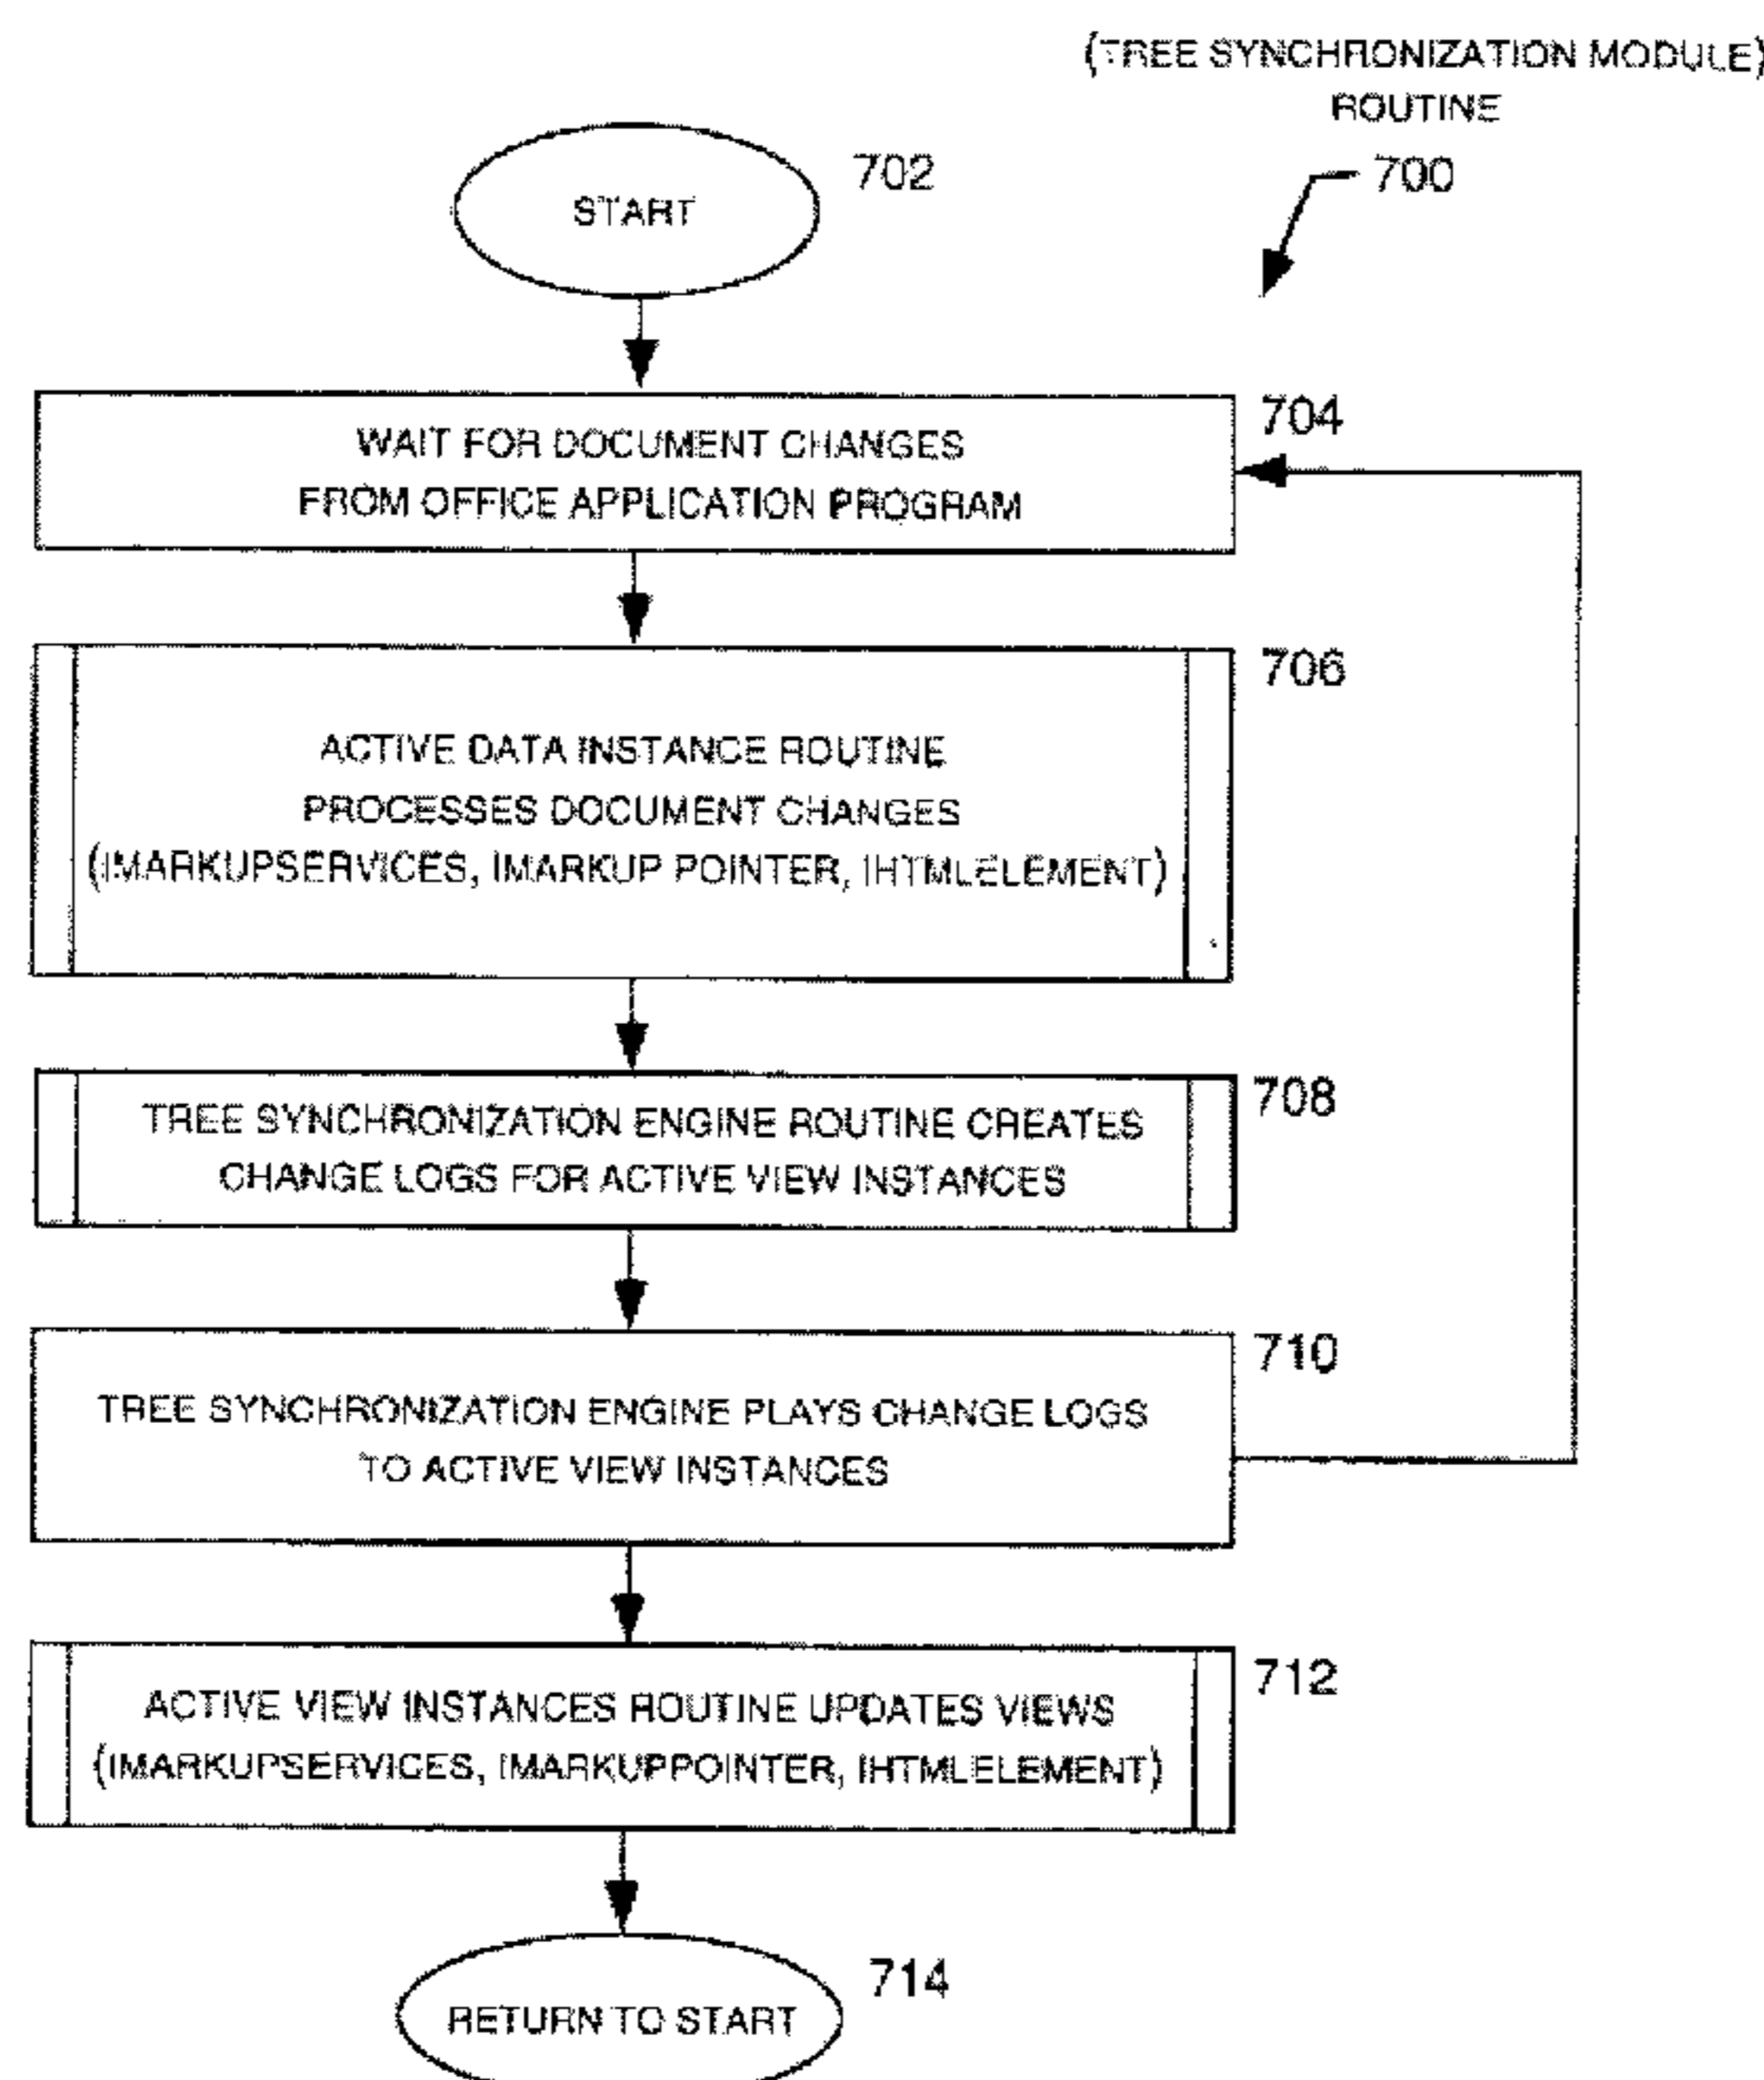 (TREE SYNCHRONIZATION MODULE)
ROUTINE
700
702
START
704
WAIT FOR DOCUMENT CHANGES
FROM OFFICE APPLICATION PROGRAM
706
ACTIVE DATA INSTANCE ROUTINE
PROCESSES DOCUMENT CHANGES
(IMARKUPSERVICES, IMARKUP POINTER, IHTMLELEMENT)
708
TREE SYNCHRONIZATION ENGINE ROUTINE CREATES
CHANGE LOGS FOR ACTIVE VIEW INSTANCES
710
TREE SYNCHRONIZATION ENGINE PLAYS CHANGE LOGS
TO ACTIVE VIEW INSTANCES
712
ACTIVE VIEW INSTANCES ROUTINE UPDATES VIEWS
(IMARKUPSERVICES, IMARKUPPOINTER, IHTMLELEMENT)
714
RETURN TO START